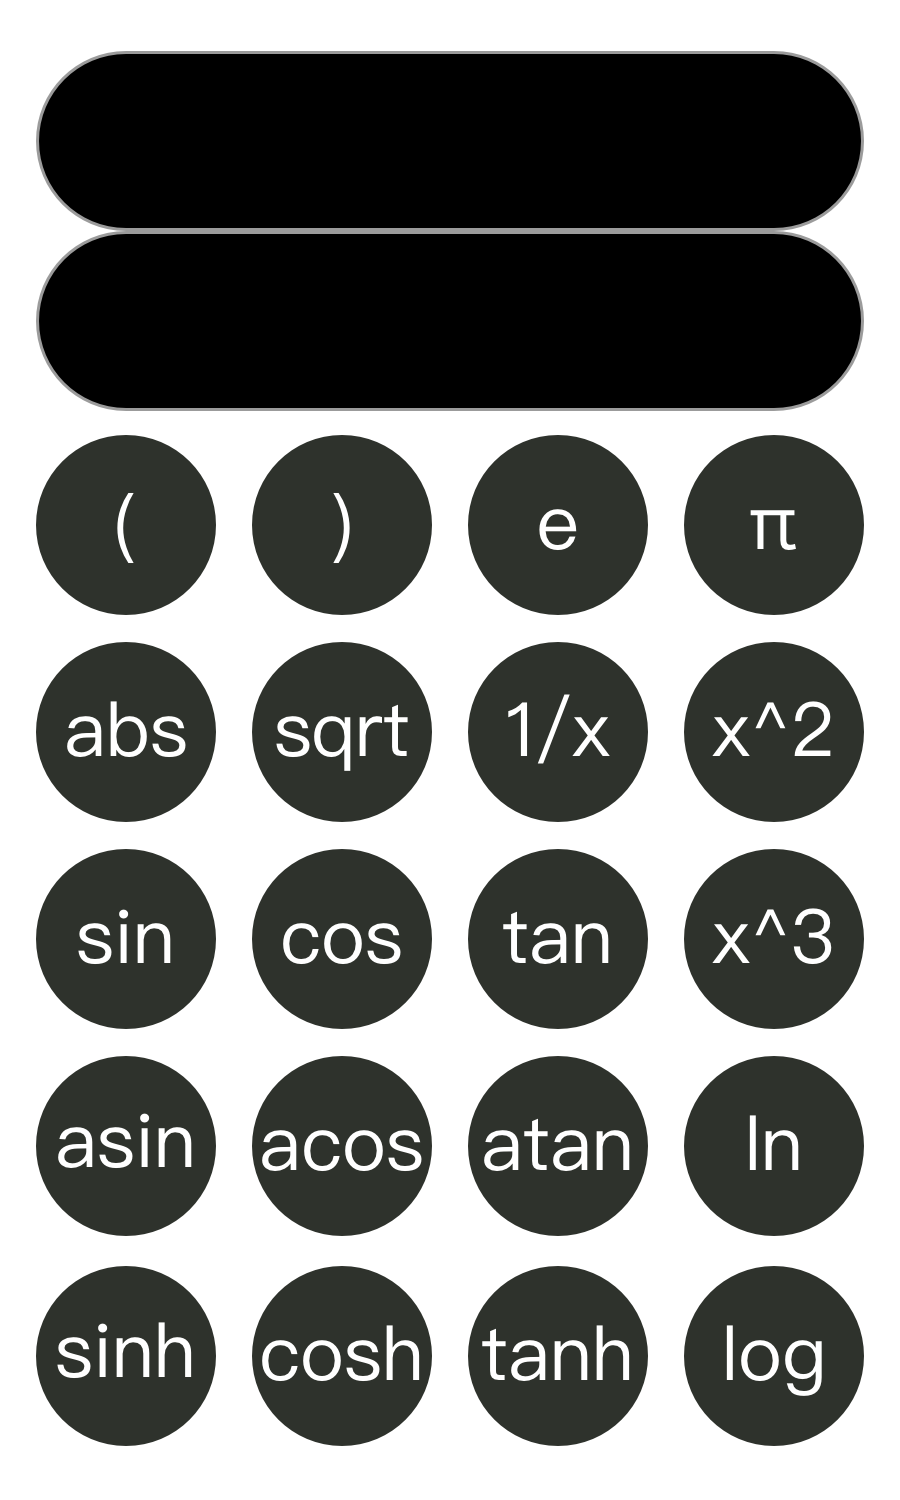 ( ) e π
abs sqrt 1/x x^2
sin cos tan x^3
asin acos atan ln
sinh cosh tanh log